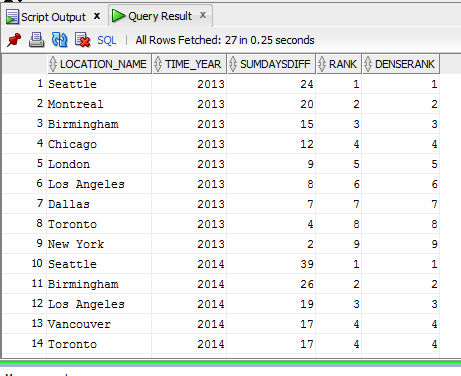 Script Output x Query Result x
SQL | All Rows Fetched: 27 in 0.25 seconds
LOCATION_NAME TIME_YEAR SUMDAYSDIFF RANK DENSERANK
1 Seattle 2013 24 1 1
2 Montreal 2013 20 2 2
3 Birmingham 2013 15 3 3
4 Chicago 2013 12 4 4
5 London 2013 9 5 5
6 Los Angeles 2013 8 6 6
7 Dallas 2013 7 7 7
8 Toronto 2013 4 8 8
9 New York 2013 2 9 9
10 Seattle 2014 39 1 1
11 Birmingham 2014 26 2 2
12 Los Angeles 2014 19 3 3
13 Vancouver 2014 17 4 4
14 Toronto 2014 17 4 4